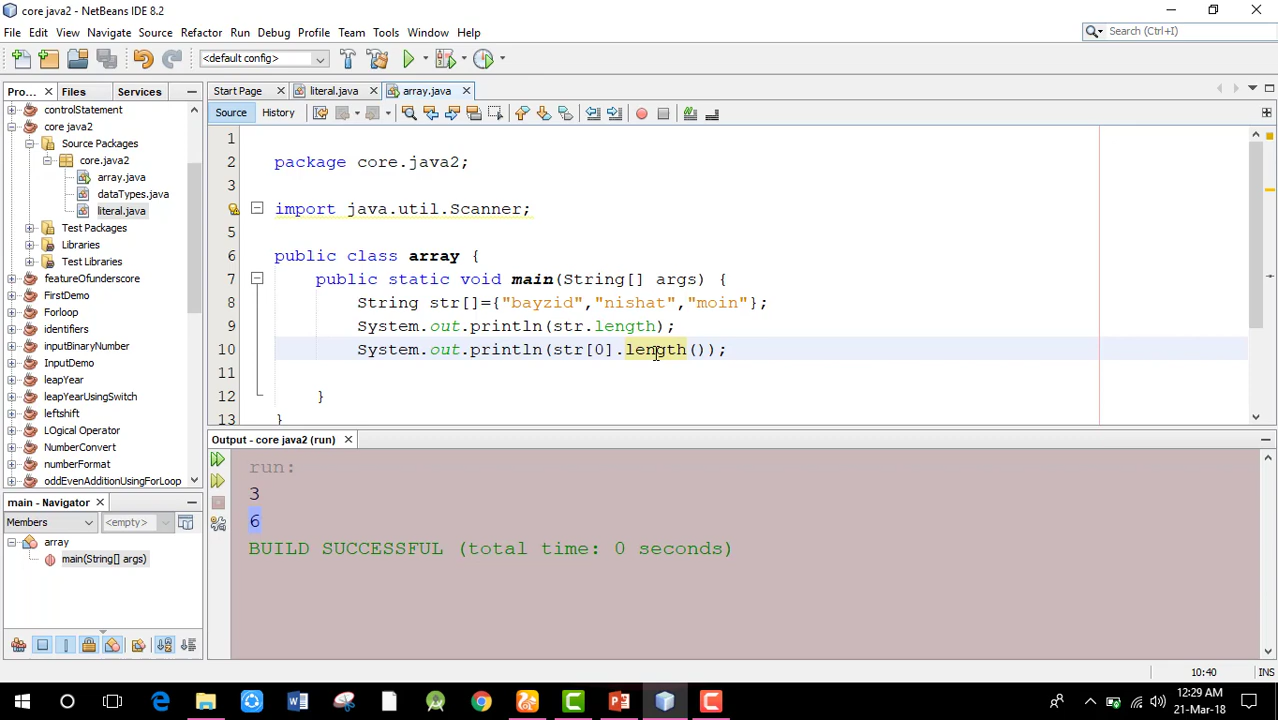 core java2 - NetBeans IDE 8.2
File Edit View Navigate Source Refactor Run Debug Profile Team Tools Window Help
Search (Ctrl+I)
<default config>
Pro... Files Services
Start Page literal.java array.java
Source History
controlStatement
core java2
Source Packages
core.java2
array.java
dataTypes.java
literal.java
Test Packages
Libraries
Test Libraries
featureOfunderscore
FirstDemo
Forloop
identifiers
inputBinaryNumber
InputDemo
leapYear
leapYearUsingSwitch
leftshift
LOgical Operator
NumberConvert
numberFormat
oddEvenAdditionUsingForLoop
1
2 package core.java2;
3
import java.util.Scanner;
5
6 public class array {
7 public static void main(String[] args) {
8 String str[]={"bayzid","nishat","moin"};
9 System.out.println(str.length);
10 System.out.println(str[0].length());
11
12 }
13 }
main - Navigator
Members <empty>
array
main(String[] args)
Output - core java2 (run)
run:
3
6
BUILD SUCCESSFUL (total time: 0 seconds)
10:40 INS
12:29 AM
21-Mar-18